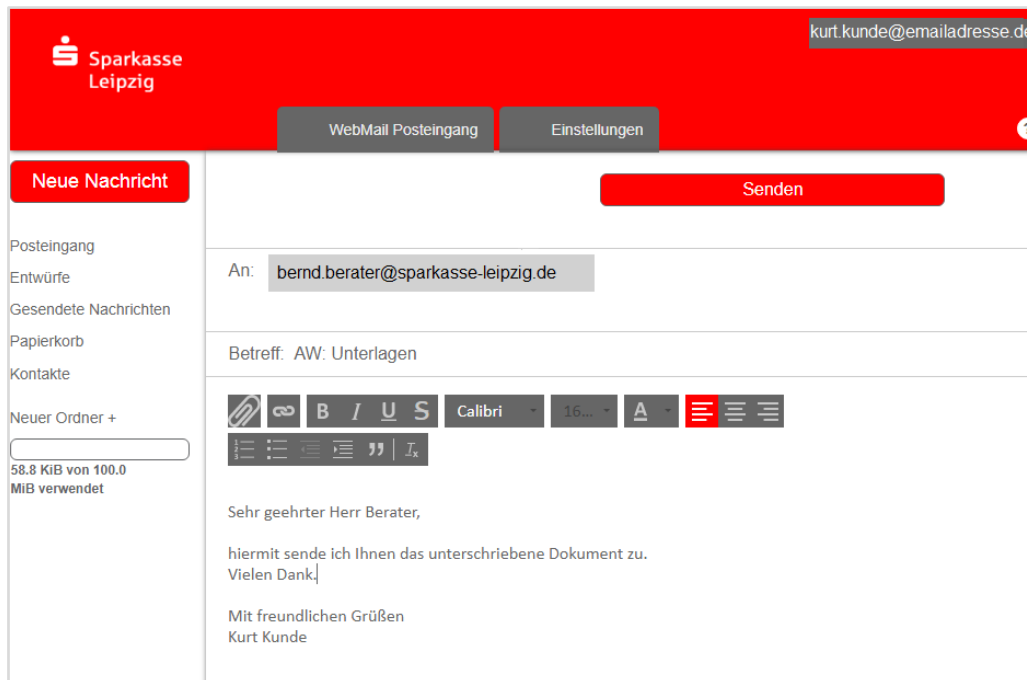 kurt.kunde@emailadresse.de
Sparkasse
Leipzig
WebMail Posteingang
Einstellungen
?
Neue Nachricht
Senden
Posteingang
Entwürfe
Gesendete Nachrichten
Papierkorb
Kontakte
Neuer Ordner +
58.8 KiB von 100.0
MiB verwendet
An: bernd.berater@sparkasse-leipzig.de
Betreff: AW: Unterlagen
B I U S Calibri 16... A
Sehr geehrter Herr Berater,
hiermit sende ich Ihnen das unterschriebene Dokument zu.
Vielen Dank.
Mit freundlichen Grüßen
Kurt Kunde